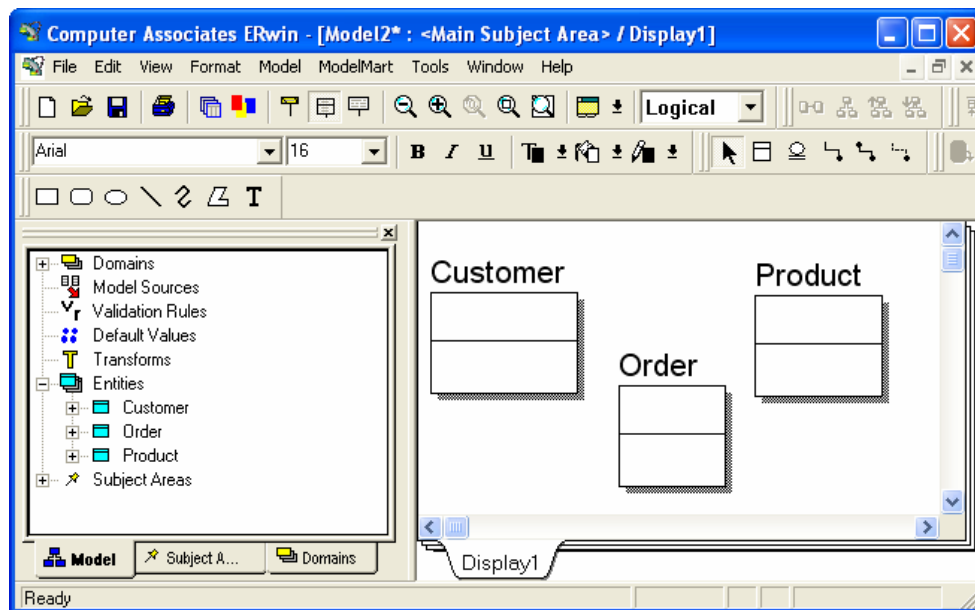 Computer Associates ERwin - [Model2* : <Main Subject Area> / Display1]
File Edit View Format Model ModelMart Tools Window Help
Logical
Arial 16 B I U T
T
Domains
Model Sources
Validation Rules
Default Values
Transforms
Entities
Customer
Order
Product
Subject Areas
Customer
Product
Order
Model Subject A... Domains
Display1
Ready